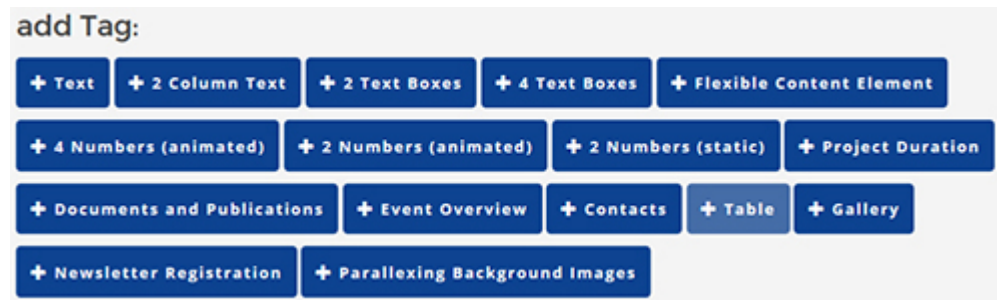 add Tag:
+ Text + 2 Column Text + 2 Text Boxes + 4 Text Boxes + Flexible Content Element
+ 4 Numbers (animated) + 2 Numbers (animated) + 2 Numbers (static) + Project Duration
+ Documents and Publications + Event Overview + Contacts + Table + Gallery
+ Newsletter Registration + Parallexing Background Images